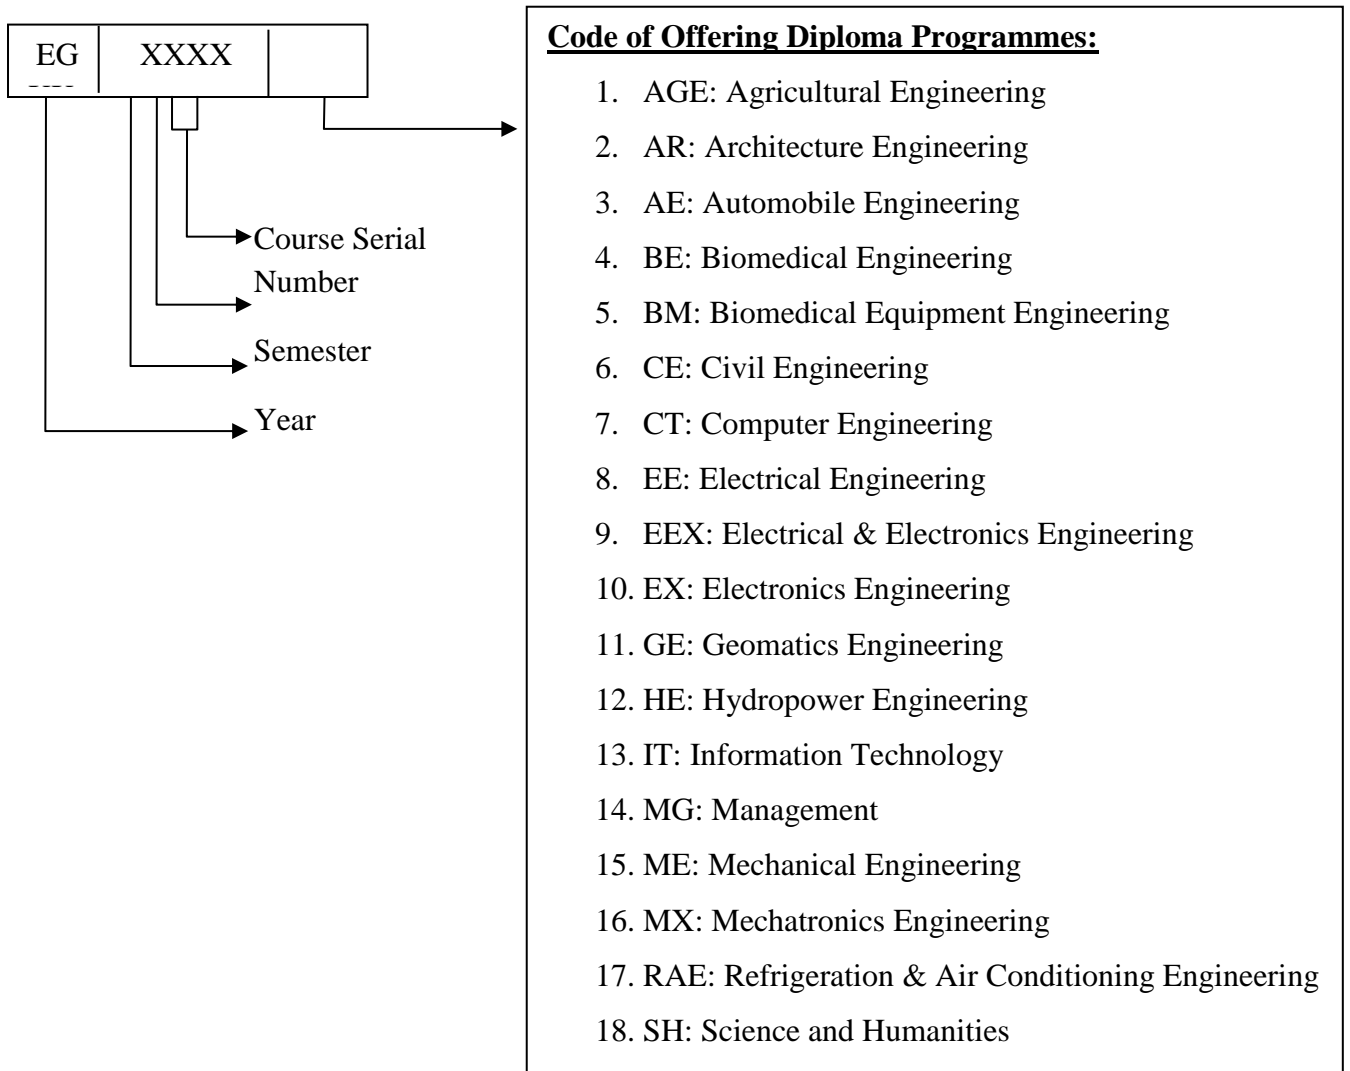 EG XXXX
Course Serial
Number
Semester
Year
Code of Offering Diploma Programmes:
1. AGE: Agricultural Engineering
2. AR: Architecture Engineering
3. AE: Automobile Engineering
4. BE: Biomedical Engineering
5. BM: Biomedical Equipment Engineering
6. CE: Civil Engineering
7. CT: Computer Engineering
8. EE: Electrical Engineering
9. EEX: Electrical & Electronics Engineering
10. EX: Electronics Engineering
11. GE: Geomatics Engineering
12. HE: Hydropower Engineering
13. IT: Information Technology
14. MG: Management
15. ME: Mechanical Engineering
16. MX: Mechatronics Engineering
17. RAE: Refrigeration & Air Conditioning Engineering
18. SH: Science and Humanities